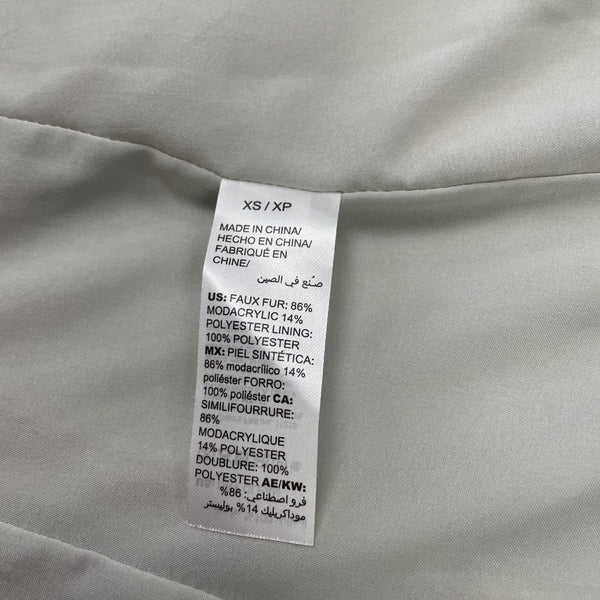 XS / XP
MADE IN CHINA/
HECHO EN CHINA/
FABRIQUÉ EN
CHINE/
صُنع في الصين
US: FAUX FUR: 86%
MODACRYLIC 14%
POLYESTER LINING:
100% POLYESTER
MX: PIEL SINTÉTICA:
86% modacrílico 14%
poliéster FORRO:
100% poliéster CA:
SIMILIFOURRURE:
86%
MODACRYLIQUE
14% POLYESTER
DOUBLURE: 100%
POLYESTER AE/KW:
فرو اصطناعي: 86%
موداكريليك 14% بوليستر